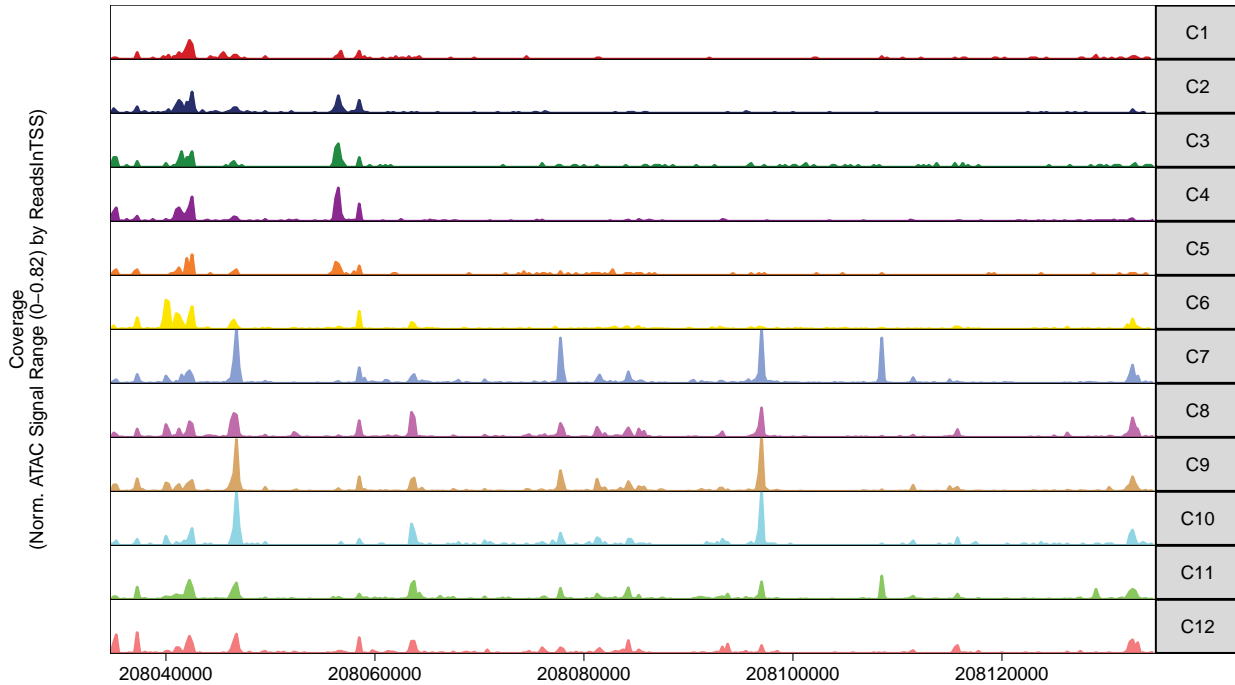 Coverage
(Norm. ATAC Signal Range (0–0.82) by ReadsInTSS)
C1
C2
C3
C4
C5
C6
C7
C8
C9
C10
C11
C12
208040000 208060000 208080000 208100000 208120000